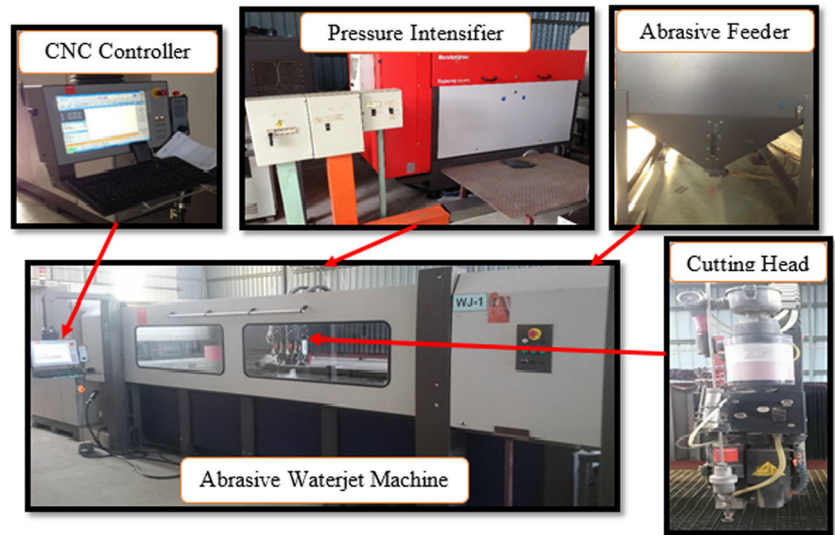 CNC Controller
Pressure Intensifier
Abrasive Feeder
Cutting Head
WJ-1
Abrasive Waterjet Machine